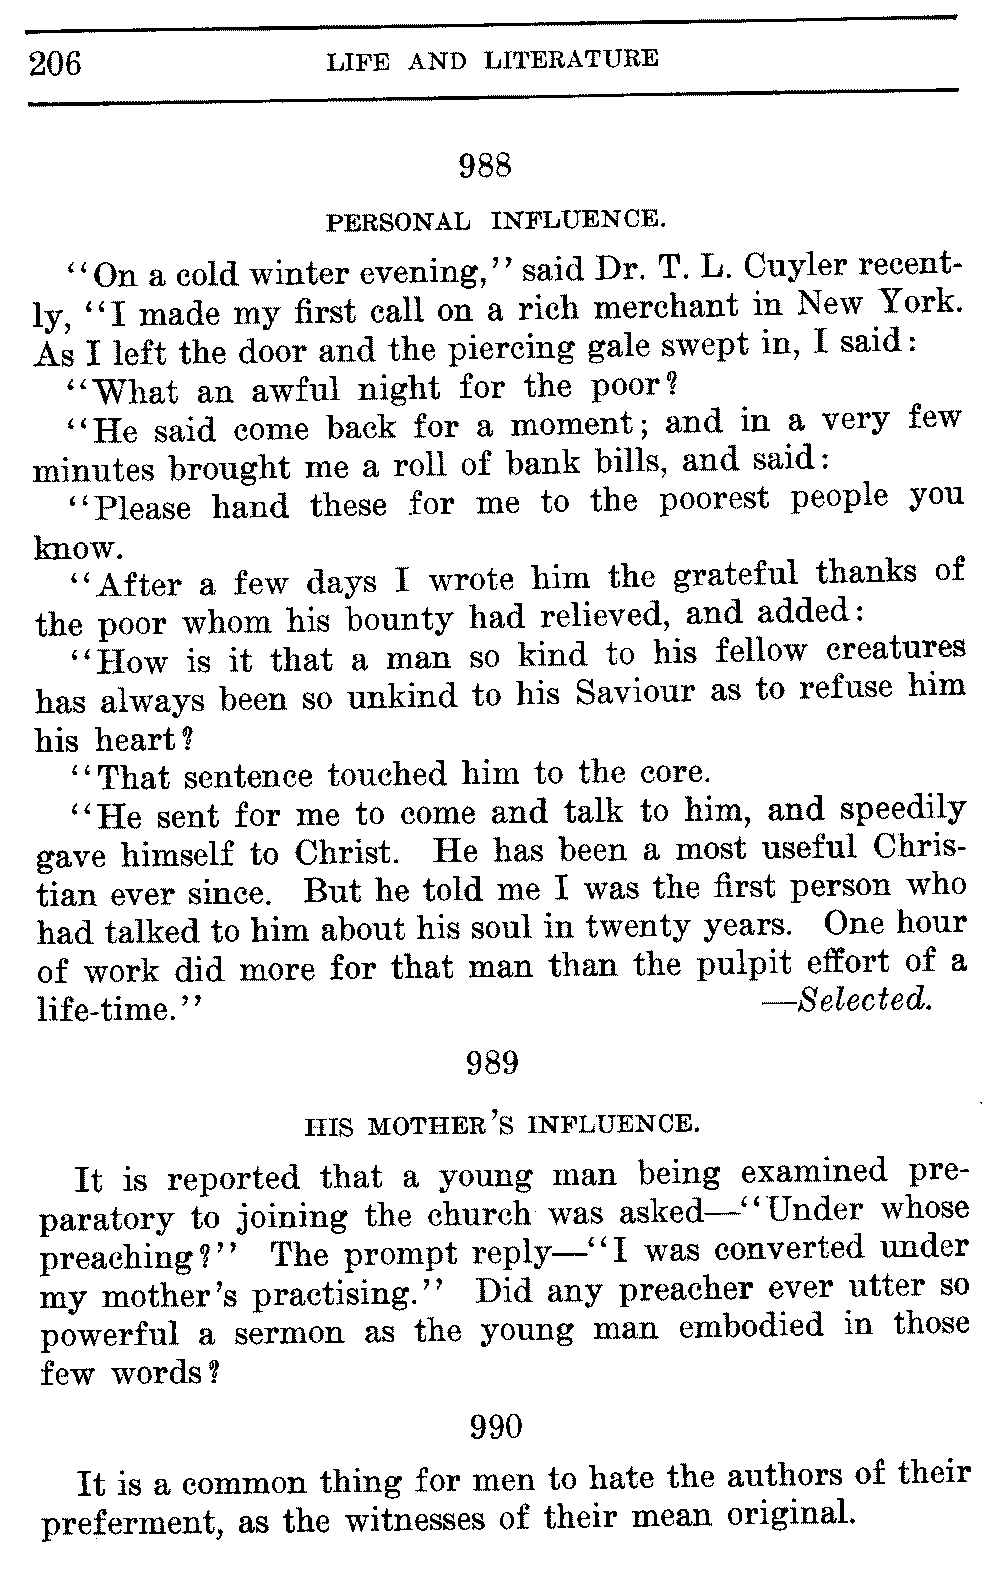 206 LIFE AND LITERATURE
988
PERSONAL INFLUENCE.
"On a cold winter evening," said Dr. T. L. Cuyler recent-
ly, "I made my first call on a rich merchant in New York.
As I left the door and the piercing gale swept in, I said:
"What an awful night for the poor?
"He said come back for a moment; and in a very few
minutes brought me a roll of bank bills, and said:
"Please hand these for me to the poorest people you
know.
"After a few days I wrote him the grateful thanks of
the poor whom his bounty had relieved, and added:
"How is it that a man so kind to his fellow creatures
has always been so unkind to his Saviour as to refuse him
his heart?
"That sentence touched him to the core.
"He sent for me to come and talk to him, and speedily
gave himself to Christ. He has been a most useful Chris-
tian ever since. But he told me I was the first person who
had talked to him about his soul in twenty years. One hour
of work did more for that man than the pulpit effort of a
life-time." —Selected.
989
HIS MOTHER'S INFLUENCE.
It is reported that a young man being examined pre-
paratory to joining the church was asked—"Under whose
preaching?" The prompt reply—"I was converted under
my mother's practising." Did any preacher ever utter so
powerful a sermon as the young man embodied in those
few words?
990
It is a common thing for men to hate the authors of their
preferment, as the witnesses of their mean original.